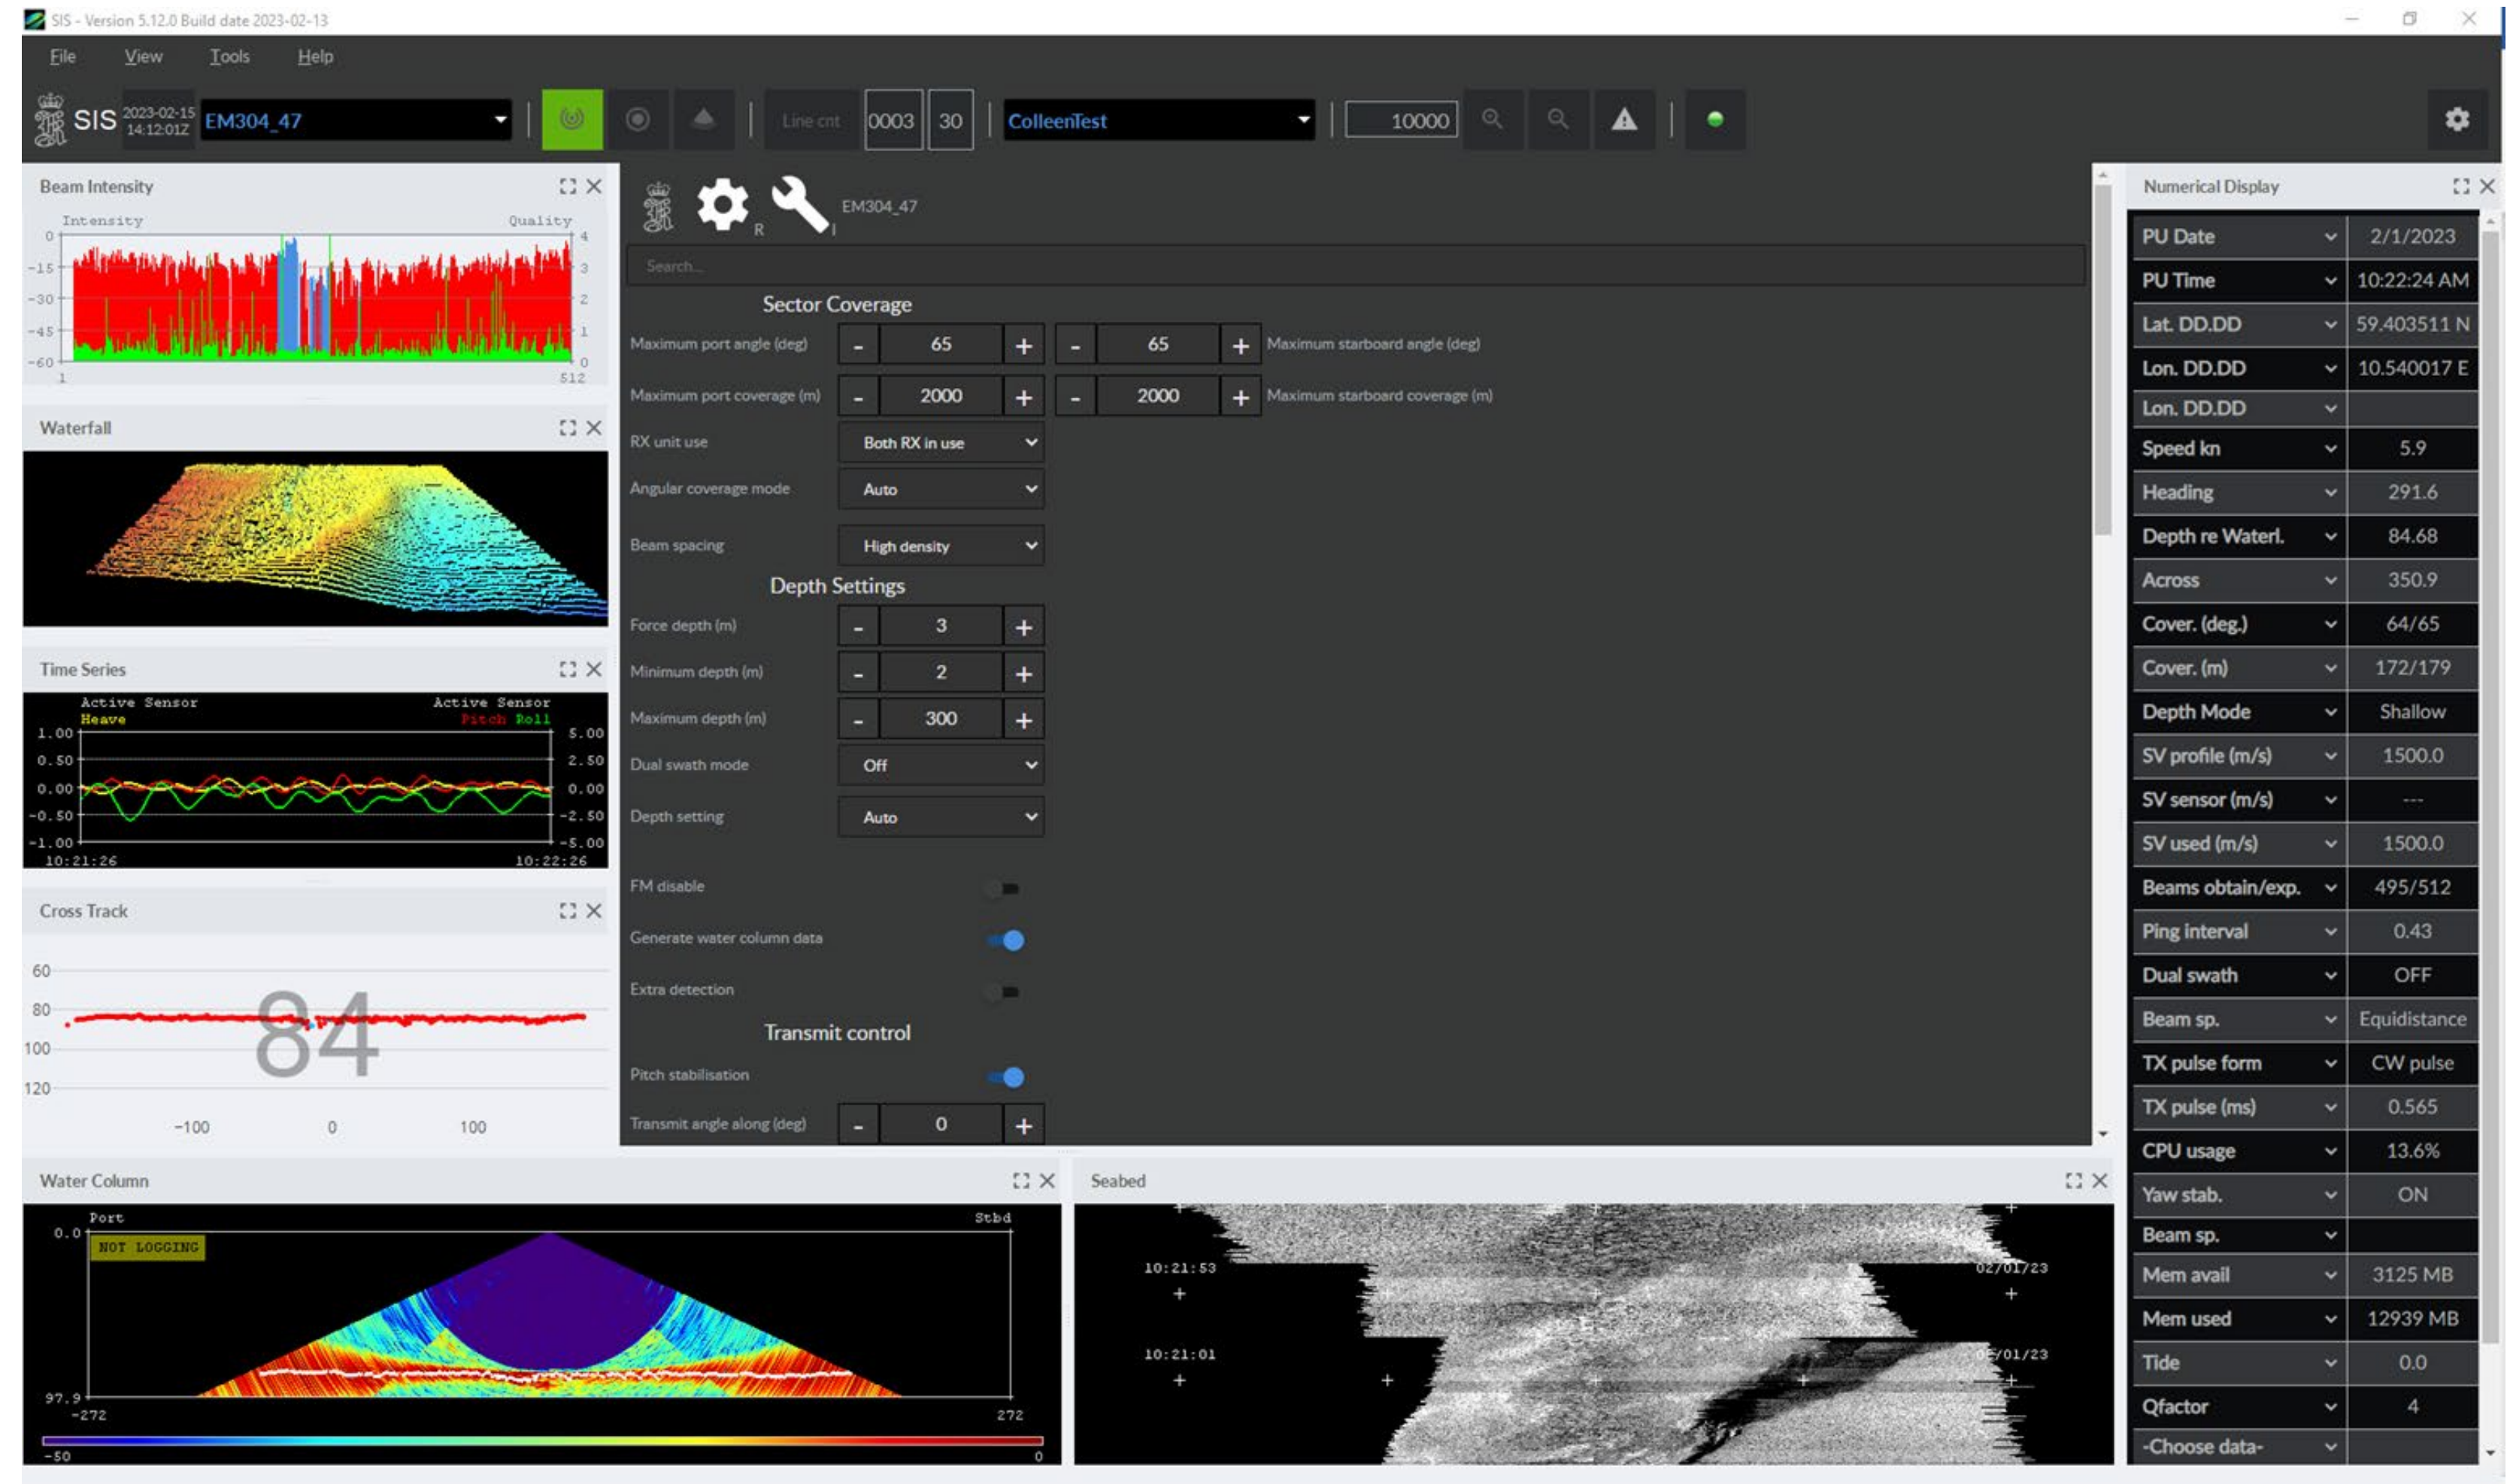 SIS - Version 5.12.0 Build date 2023-02-13
File View Tools Help
SIS 2023-02-15 14:12:01Z EM304_47 Line cnt 0003 30 ColleenTest 10000
Beam Intensity
Intensity Quality
0 4
-15 3
-30 2
-45 1
-60 0
1 512
Waterfall
Time Series
Active Sensor Active Sensor
Heave Pitch Roll
1.00 5.00
0.50 2.50
0.00 0.00
-0.50 -2.50
-1.00 -5.00
10:21:26 10:22:26
Cross Track
60
80
100
120
84
-100 0 100
R I EM304_47
Search...
Sector Coverage
Maximum port angle (deg) - 65 + - 65 + Maximum starboard angle (deg)
Maximum port coverage (m) - 2000 + - 2000 + Maximum starboard coverage (m)
RX unit use Both RX in use
Angular coverage mode Auto
Beam spacing High density
Depth Settings
Force depth (m) - 3 +
Minimum depth (m) - 2 +
Maximum depth (m) - 300 +
Dual swath mode Off
Depth setting Auto
FM disable
Generate water column data
Extra detection
Transmit control
Pitch stabilisation
Transmit angle along (deg) - 0 +
Water Column
Port Stbd
0.0
NOT LOGGING
97.9
-272 272
-50 0
Seabed
10:21:53 02/01/23
10:21:01 /01/23
Numerical Display
PU Date 2/1/2023
PU Time 10:22:24 AM
Lat. DD.DD 59.403511 N
Lon. DD.DD 10.540017 E
Lon. DD.DD
Speed kn 5.9
Heading 291.6
Depth re Waterl. 84.68
Across 350.9
Cover. (deg.) 64/65
Cover. (m) 172/179
Depth Mode Shallow
SV profile (m/s) 1500.0
SV sensor (m/s) ---
SV used (m/s) 1500.0
Beams obtain/exp. 495/512
Ping interval 0.43
Dual swath OFF
Beam sp. Equidistance
TX pulse form CW pulse
TX pulse (ms) 0.565
CPU usage 13.6%
Yaw stab. ON
Beam sp.
Mem avail 3125 MB
Mem used 12939 MB
Tide 0.0
Qfactor 4
-Choose data-